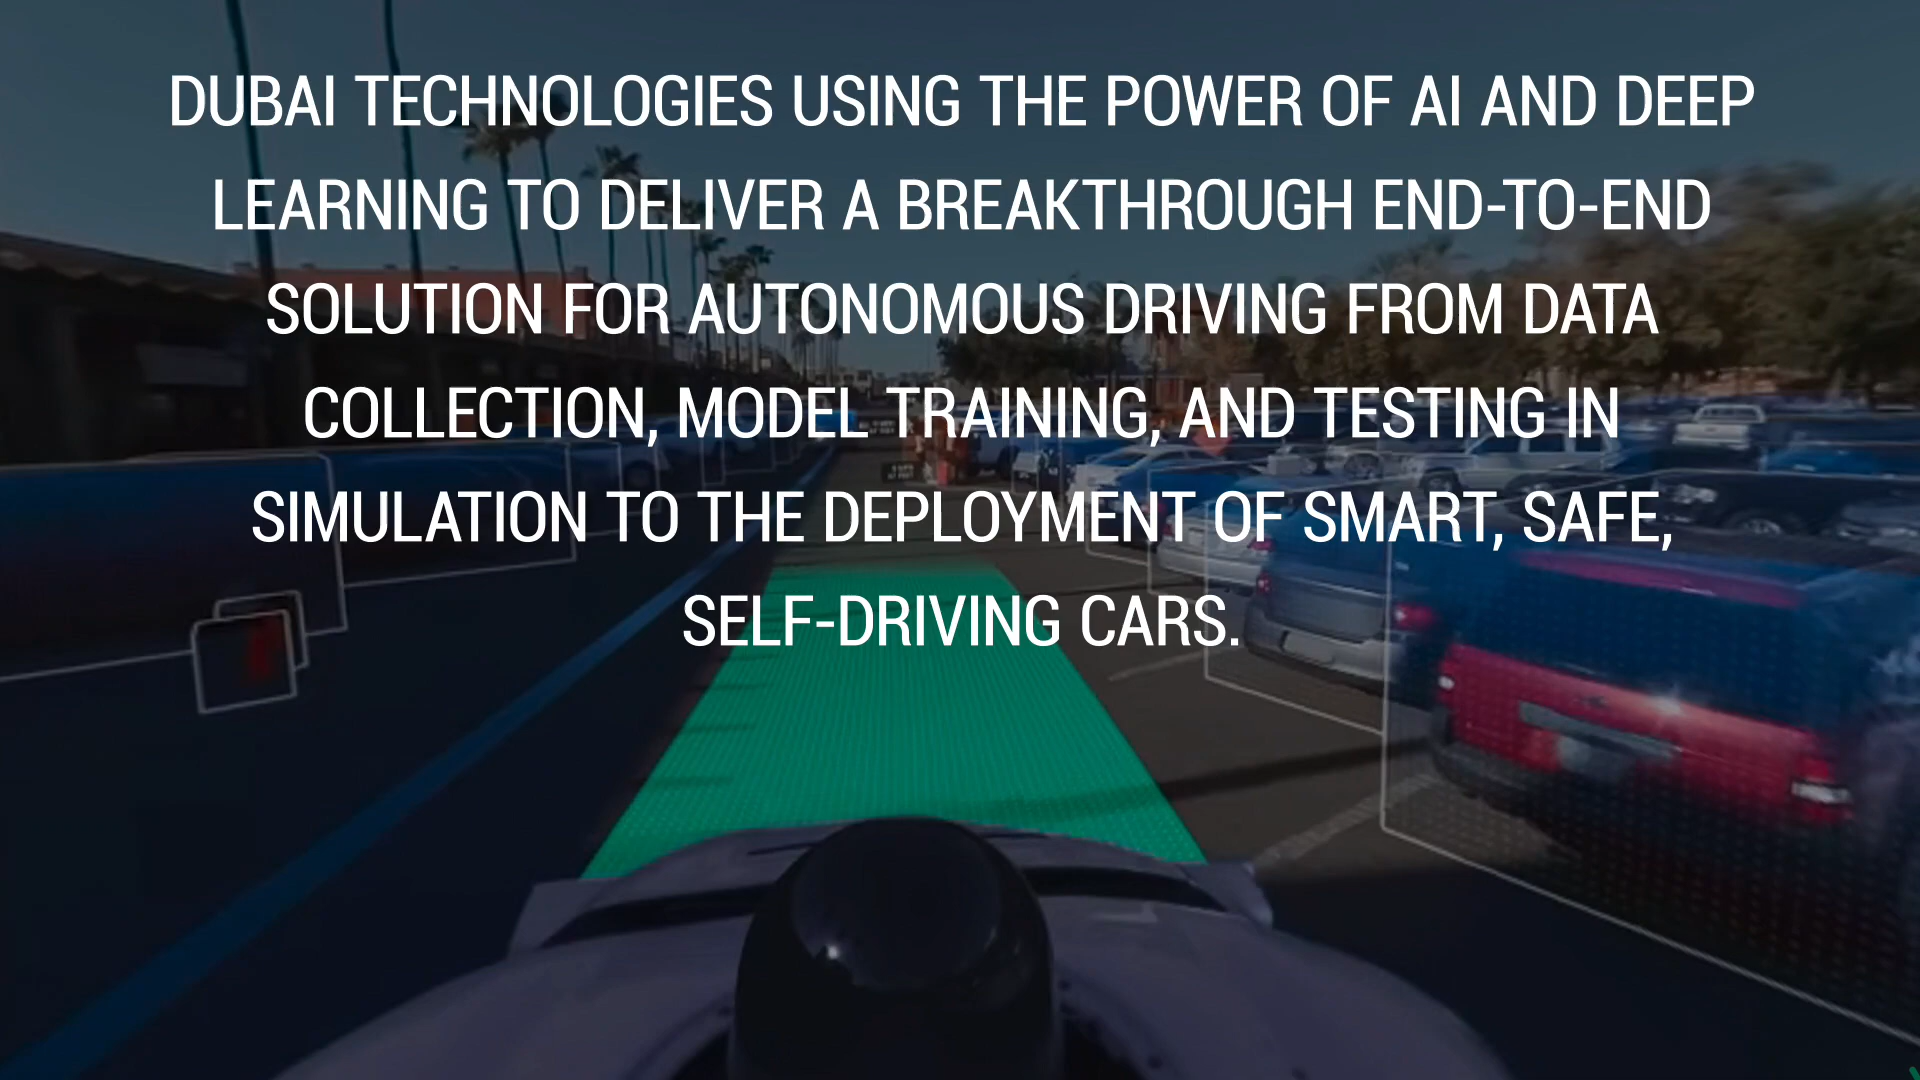 DUBAI TECHNOLOGIES USING THE POWER OF AI AND DEEP
LEARNING TO DELIVER A BREAKTHROUGH END-TO-END
SOLUTION FOR AUTONOMOUS DRIVING FROM DATA
COLLECTION, MODEL TRAINING, AND TESTING IN
SIMULATION TO THE DEPLOYMENT OF SMART, SAFE,
SELF-DRIVING CARS.